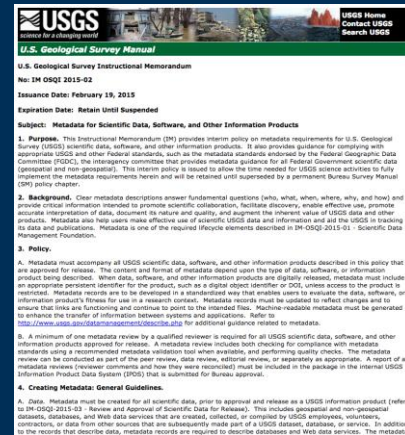 USGS
science for a changing world
USGS Home
Contact USGS
Search USGS
U.S. Geological Survey Manual
U.S. Geological Survey Instructional Memorandum
No: IM OSQI 2015-02
Issuance Date: February 19, 2015
Expiration Date: Retain Until Suspended
Subject: Metadata for Scientific Data, Software, and Other Information Products
1. Purpose. This Instructional Memorandum (IM) provides interim policy on metadata requirements for U.S. Geological
Survey (USGS) scientific data, software, and other information products. It also provides guidance for complying with
appropriate USGS and other Federal standards, such as the metadata standards endorsed by the Federal Geographic Data
Committee (FGDC), the interagency committee that provides metadata guidance for all Federal Government scientific data
(geospatial and non-geospatial). This interim policy is issued to allow the time needed for USGS science activities to fully
implement the metadata requirements herein and will be retained until superseded by a permanent Bureau Survey Manual
(SM) policy chapter.
2. Background. Clear metadata descriptions answer fundamental questions (who, what, when, where, why, and how) and
provide critical information intended to promote scientific collaboration, facilitate discovery, enable effective use, promote
accurate interpretation of data, document its nature and quality, and augment the inherent value of USGS data and other
products. Metadata also help users make effective use of scientific USGS data and information and aid the USGS in tracking
its data and publications. Metadata is one of the required lifecycle elements described in IM-OSQI-2015-01 - Scientific Data
Management Foundation.
3. Policy.
A. Metadata must accompany all USGS scientific data, software, and other information products described in this policy that
are approved for release. The content and format of metadata depend upon the type of data, software, or information
product being described. When data, software, and other information products are digitally released, metadata must include
an appropriate persistent identifier for the product, such as a digital object identifier or DOI, unless access to the product is
restricted. Metadata records are to be developed in a standardized way that enables users to evaluate the data, software, or
information product's fitness for use in a research context. Metadata records must be updated to reflect changes and to
ensure that links are functioning and continue to point to the intended files. Machine-readable metadata must be generated
to enhance the transfer of information between systems and applications. Refer to
http://www.usgs.gov/datamanagement/describe.php for additional guidance related to metadata.
B. A minimum of one metadata review by a qualified reviewer is required for all USGS scientific data, software, and other information
products approved for release. A metadata review includes both checking for compliance with metadata
standards using a recommended metadata validation tool when available, and performing quality checks. The metadata
review can be conducted as part of the peer review, data review, editorial review, or separately as appropriate. A report of a
metadata reviews (reviewer comments and how they were reconciled) must be included in the package in the internal USGS
Information Product Data System (IPDS) that is submitted for Bureau approval.
4. Creating Metadata: General Guidelines.
A. Data. Metadata must be created for all scientific data, prior to approval and release as a USGS information product (refer
to IM-OSQI-2015-03 - Review and Approval of Scientific Data for Release). This includes geospatial and non-geospatial
datasets, databases, and Web data services that are created, collected, or compiled by USGS employees, volunteers,
contractors, or data from other sources that are subsequently made part of a USGS dataset, database, or service. In addition
to the records that describe data, metadata records are required to describe databases and Web data services. The metadata